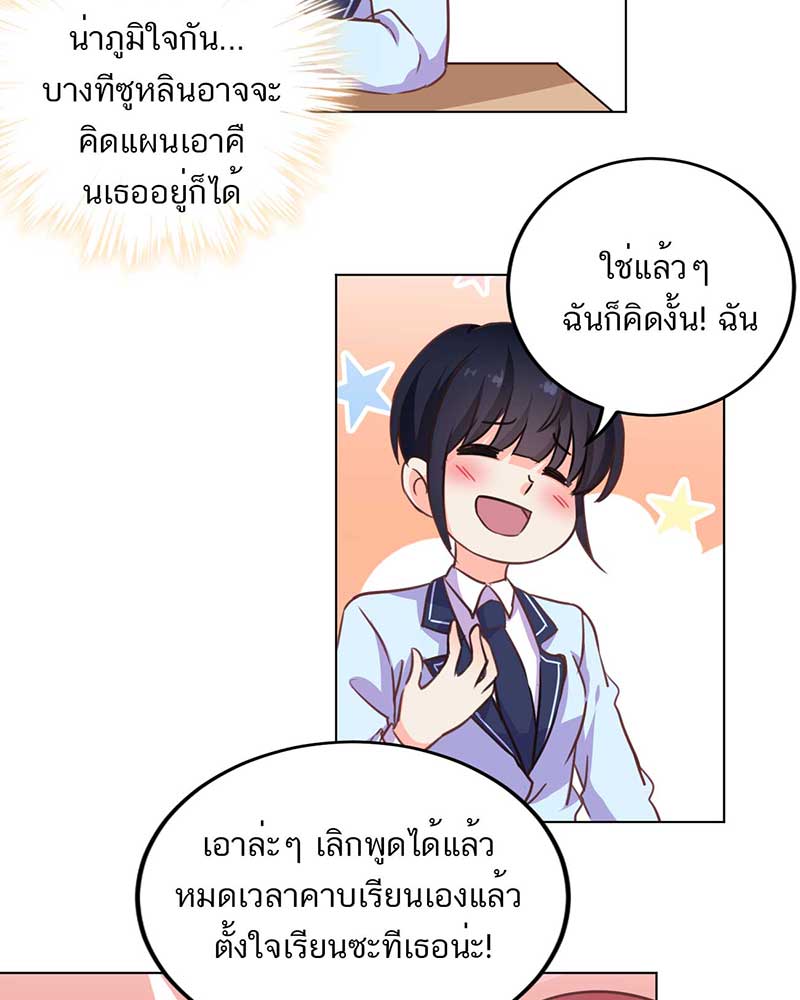 น่าภูมิใจกัน...
บางทีซูหลินอาจจะ
คิดแผนเอาคื
นเธออยู่ก็ได้
ใช่แล้วๆ
ฉันก็คิดงั้น! ฉัน
เอาล่ะๆ เลิกพูดได้แล้ว
หมดเวลาคาบเรียนเองแล้ว
ตั้งใจเรียนซะทีเธอน่ะ!